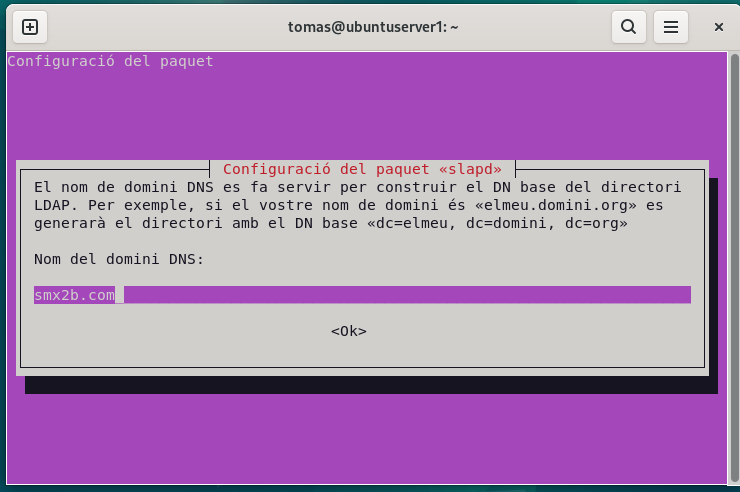 tomas@ubuntuserver1: ~
Configuració del paquet
Configuració del paquet «slapd»
El nom de domini DNS es fa servir per construir el DN base del directori
LDAP. Per exemple, si el vostre nom de domini és «elmeu.domini.org» es
generarà el directori amb el DN base «dc=elmeu, dc=domini, dc=org»
Nom del domini DNS:
smx2b.com
<Ok>